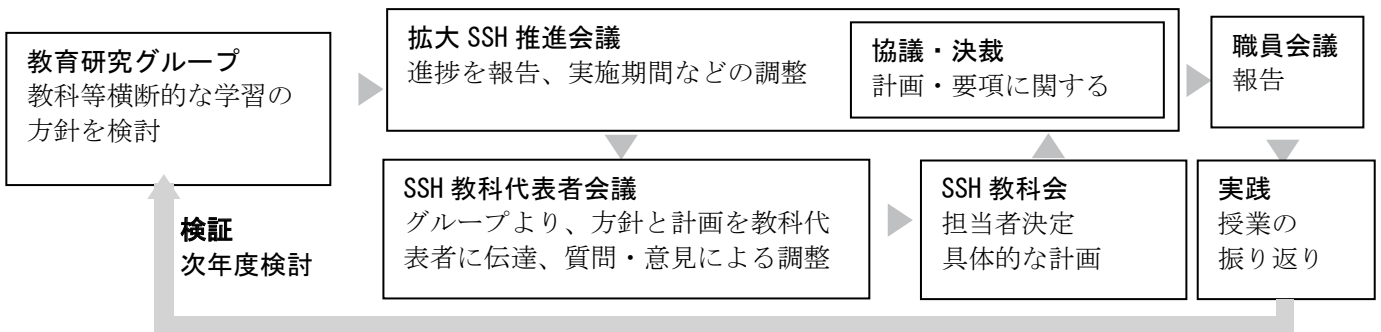 教育研究グループ
教科等横断的な学習の
方針を検討
拡大 SSH 推進会議
進捗を報告、実施期間などの調整
協議・決裁
計画・要項に関する
職員会議
報告
SSH 教科代表者会議
グループより、方針と計画を教科代
表者に伝達、質問・意見による調整
SSH 教科会
担当者決定
具体的な計画
実践
授業の
振り返り
検証
次年度検討